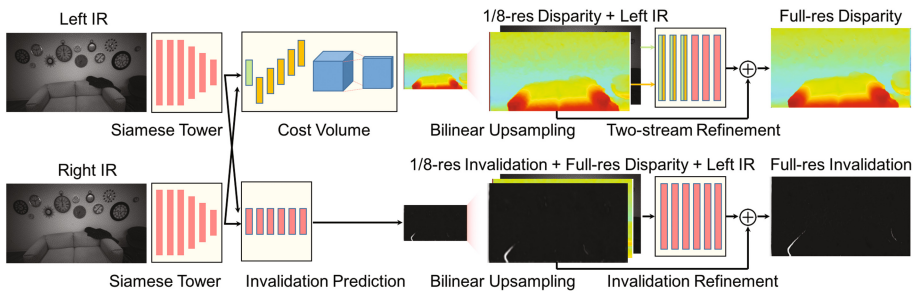 Left IR
1/8-res Disparity + Left IR
Full-res Disparity
Siamese Tower
Cost Volume
Bilinear Upsampling
Two-stream Refinement
Right IR
1/8-res Invalidation + Full-res Disparity + Left IR
Full-res Invalidation
Siamese Tower
Invalidation Prediction
Bilinear Upsampling
Invalidation Refinement